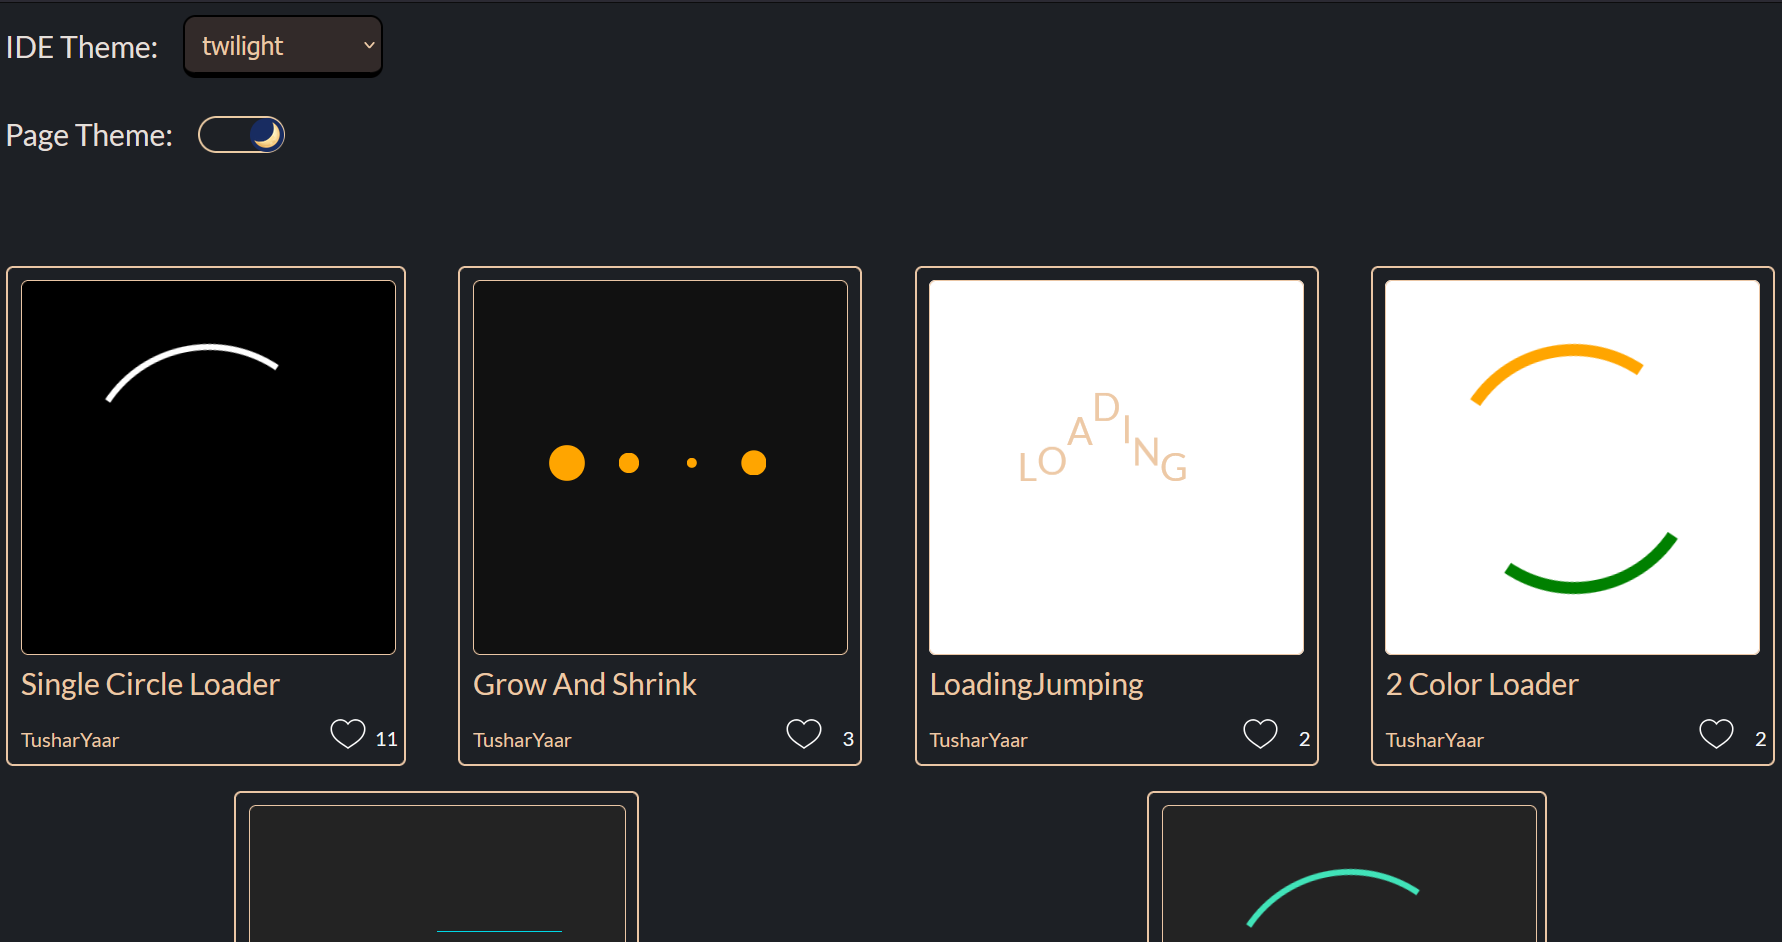 IDE Theme: twilight
Page Theme:
LOADING
Single Circle Loader
TusharYaar 11
Grow And Shrink
TusharYaar 3
LoadingJumping
TusharYaar 2
2 Color Loader
TusharYaar 2